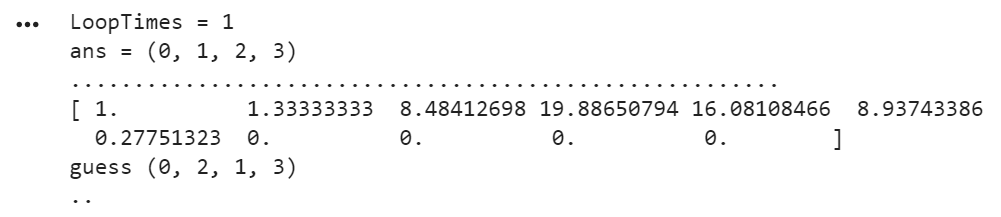 ••• LoopTimes = 1
ans = (0, 1, 2, 3)
........................................................
[ 1. 1.33333333 8.48412698 19.88650794 16.08108466 8.93743386
0.27751323 0. 0. 0. 0. ]
guess (0, 2, 1, 3)
..